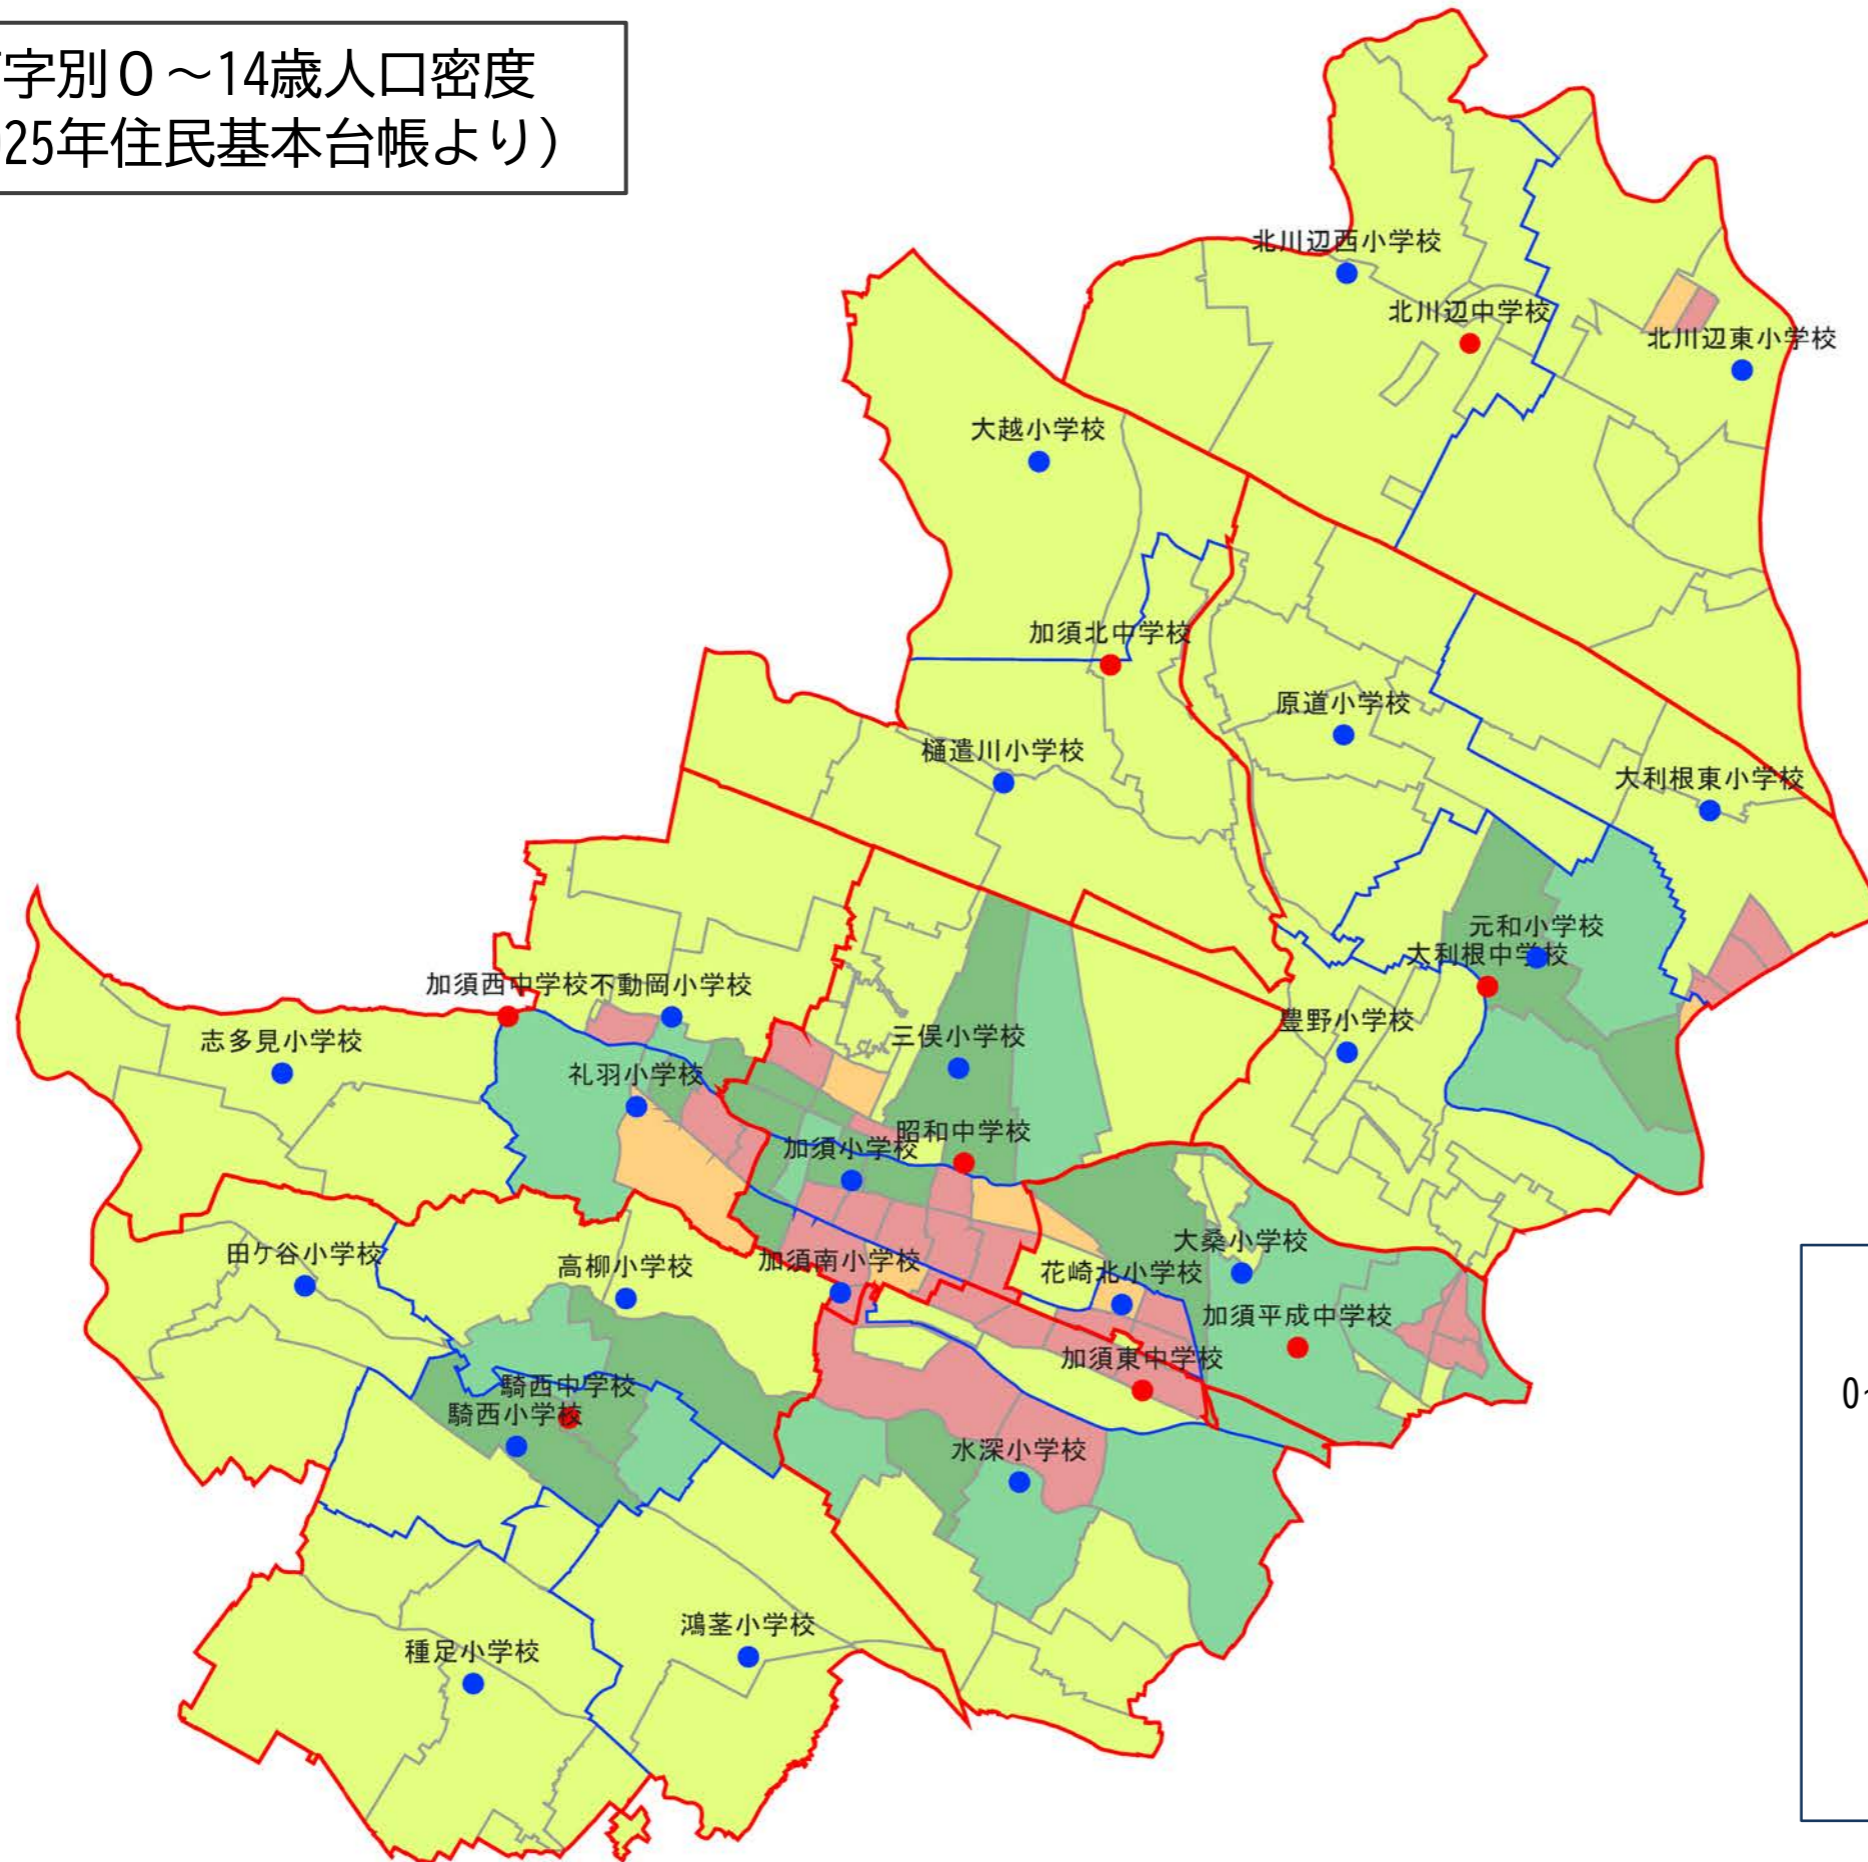 字別０～14歳人口密度
25年住民基本台帳より）
北川辺西小学校
北川辺中学校
北川辺東小学校
大越小学校
加須北中学校
原道小学校
樋遣川小学校
大利根東小学校
元和小学校
大利根中学校
加須西中学校
不動岡小学校
豊野小学校
三俣小学校
志多見小学校
礼羽小学校
昭和中学校
加須小学校
大桑小学校
田ケ谷小学校
高柳小学校
加須南小学校
花崎北小学校
加須平成中学校
加須東中学校
騎西中学校
騎西小学校
0~
水深小学校
鴻茎小学校
種足小学校